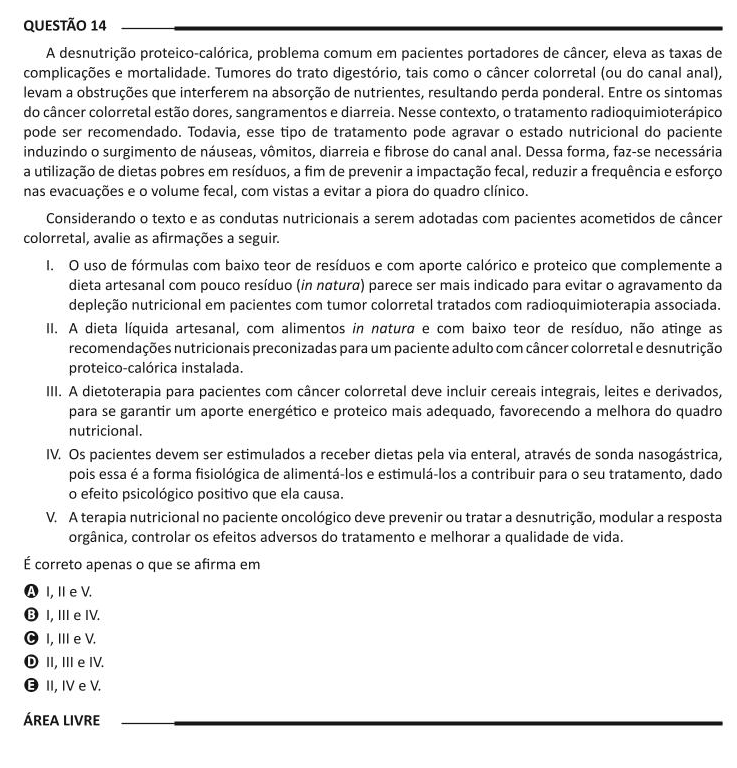 QUESTÃO 14
A desnutrição proteico-calórica, problema comum em pacientes portadores de câncer, eleva as taxas de
complicações e mortalidade. Tumores do trato digestório, tais como o câncer colorretal (ou do canal anal),
levam a obstruções que interferem na absorção de nutrientes, resultando perda ponderal. Entre os sintomas
do câncer colorretal estão dores, sangramentos e diarreia. Nesse contexto, o tratamento radioquimioterápico
pode ser recomendado. Todavia, esse tipo de tratamento pode agravar o estado nutricional do paciente
induzindo o surgimento de náuseas, vômitos, diarreia e fibrose do canal anal. Dessa forma, faz-se necessária
a utilização de dietas pobres em resíduos, a fim de prevenir a impactação fecal, reduzir a frequência e esforço
nas evacuações e o volume fecal, com vistas a evitar a piora do quadro clínico.
Considerando o texto e as condutas nutricionais a serem adotadas com pacientes acometidos de câncer
colorretal, avalie as afirmações a seguir.
I. O uso de fórmulas com baixo teor de resíduos e com aporte calórico e proteico que complemente a
dieta artesanal com pouco resíduo (in natura) parece ser mais indicado para evitar o agravamento da
depleção nutricional em pacientes com tumor colorretal tratados com radioquimioterapia associada.
II. A dieta líquida artesanal, com alimentos in natura e com baixo teor de resíduo, não atinge as
recomendações nutricionais preconizadas para um paciente adulto com câncer colorretal e desnutrição
proteico-calórica instalada.
III. A dietoterapia para pacientes com câncer colorretal deve incluir cereais integrais, leites e derivados,
para se garantir um aporte energético e proteico mais adequado, favorecendo a melhora do quadro
nutricional.
IV. Os pacientes devem ser estimulados a receber dietas pela via enteral, através de sonda nasogástrica,
pois essa é a forma fisiológica de alimentá-los e estimulá-los a contribuir para o seu tratamento, dado
o efeito psicológico positivo que ela causa.
V. A terapia nutricional no paciente oncológico deve prevenir ou tratar a desnutrição, modular a resposta
orgânica, controlar os efeitos adversos do tratamento e melhorar a qualidade de vida.
É correto apenas o que se afirma em
A I, II e V.
B I, III e IV.
C I, III e V.
D II, III e IV.
E II, IV e V.
ÁREA LIVRE